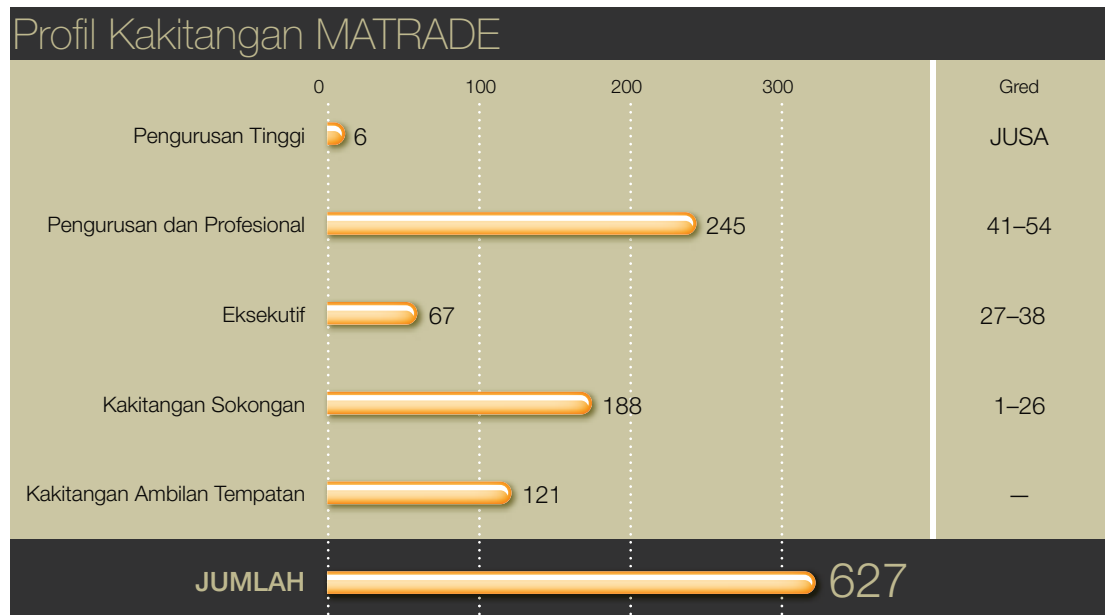 Profil Kakitangan MATRADE
0 100 200 300 Gred
Pengurusan Tinggi 6 JUSA
Pengurusan dan Profesional 245 41–54
Eksekutif 67 27–38
Kakitangan Sokongan 188 1–26
Kakitangan Ambilan Tempatan 121 –
JUMLAH 627